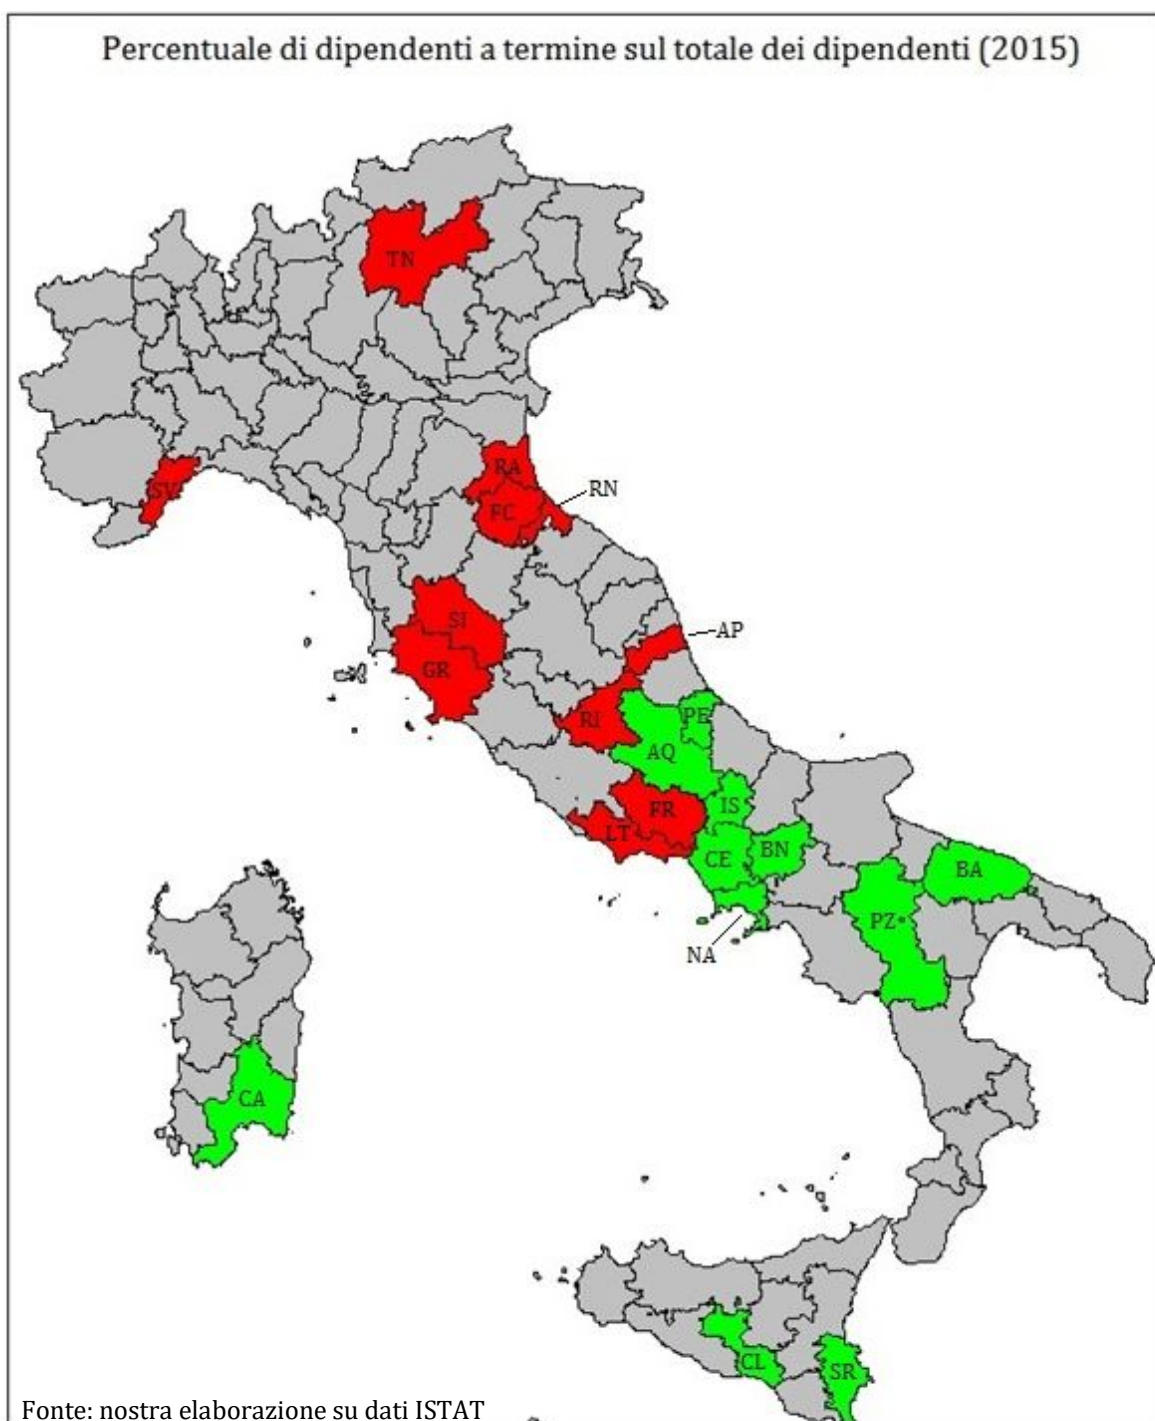 Percentuale di dipendenti a termine sul totale dei dipendenti (2015)
TN
RA
SV
RN
FC
SI
AP
GR
RI
PE
AQ
IS
FR
LT
BN
CE
BA
PZ
NA
CA
CL
SR
Fonte: nostra elaborazione su dati ISTAT